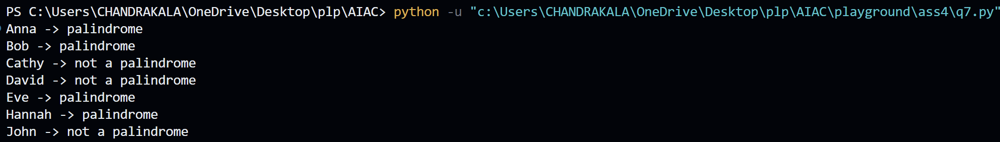 PS C:\Users\CHANDRAKALA\OneDrive\Desktop\plp\AIAC> python -u "c:\Users\CHANDRAKALA\OneDrive\Desktop\plp\AIAC\playground\ass4\q7.py"
Anna -> palindrome
Bob -> palindrome
Cathy -> not a palindrome
David -> not a palindrome
Eve -> palindrome
Hannah -> palindrome
John -> not a palindrome